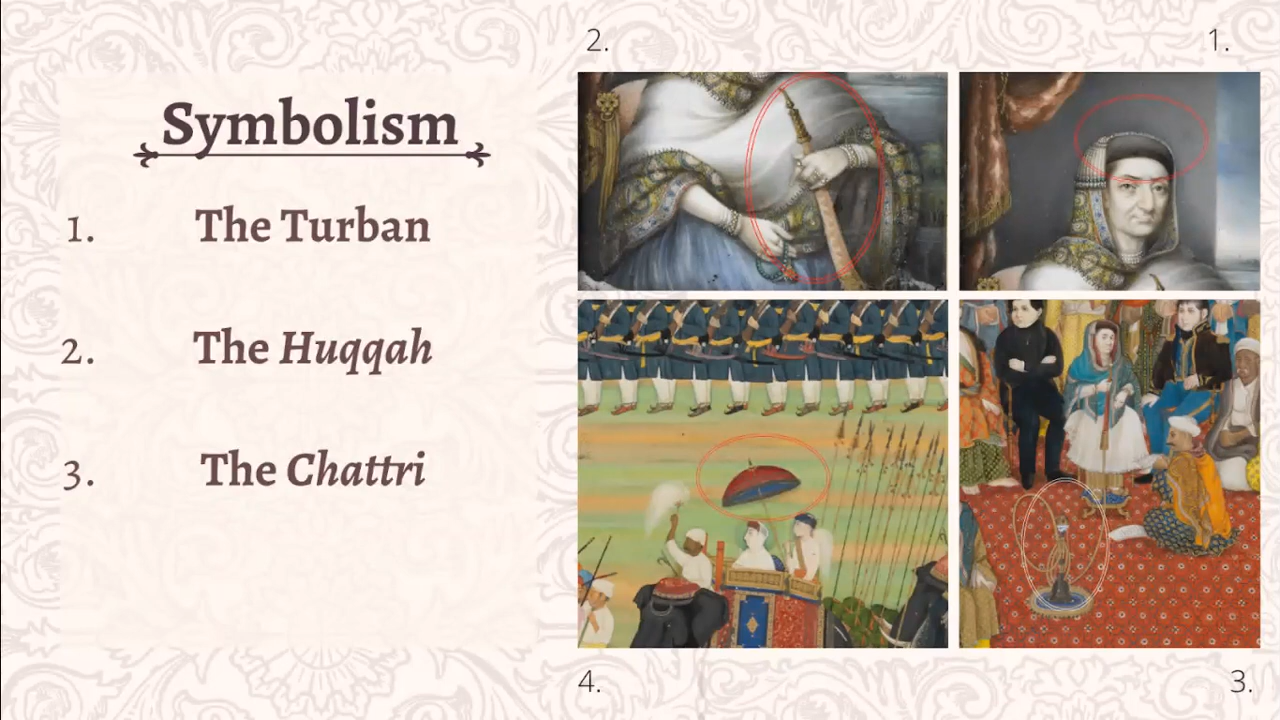 Symbolism
1. The Turban
2. The Huqqah
3. The Chattri
2.
1.
4.
3.